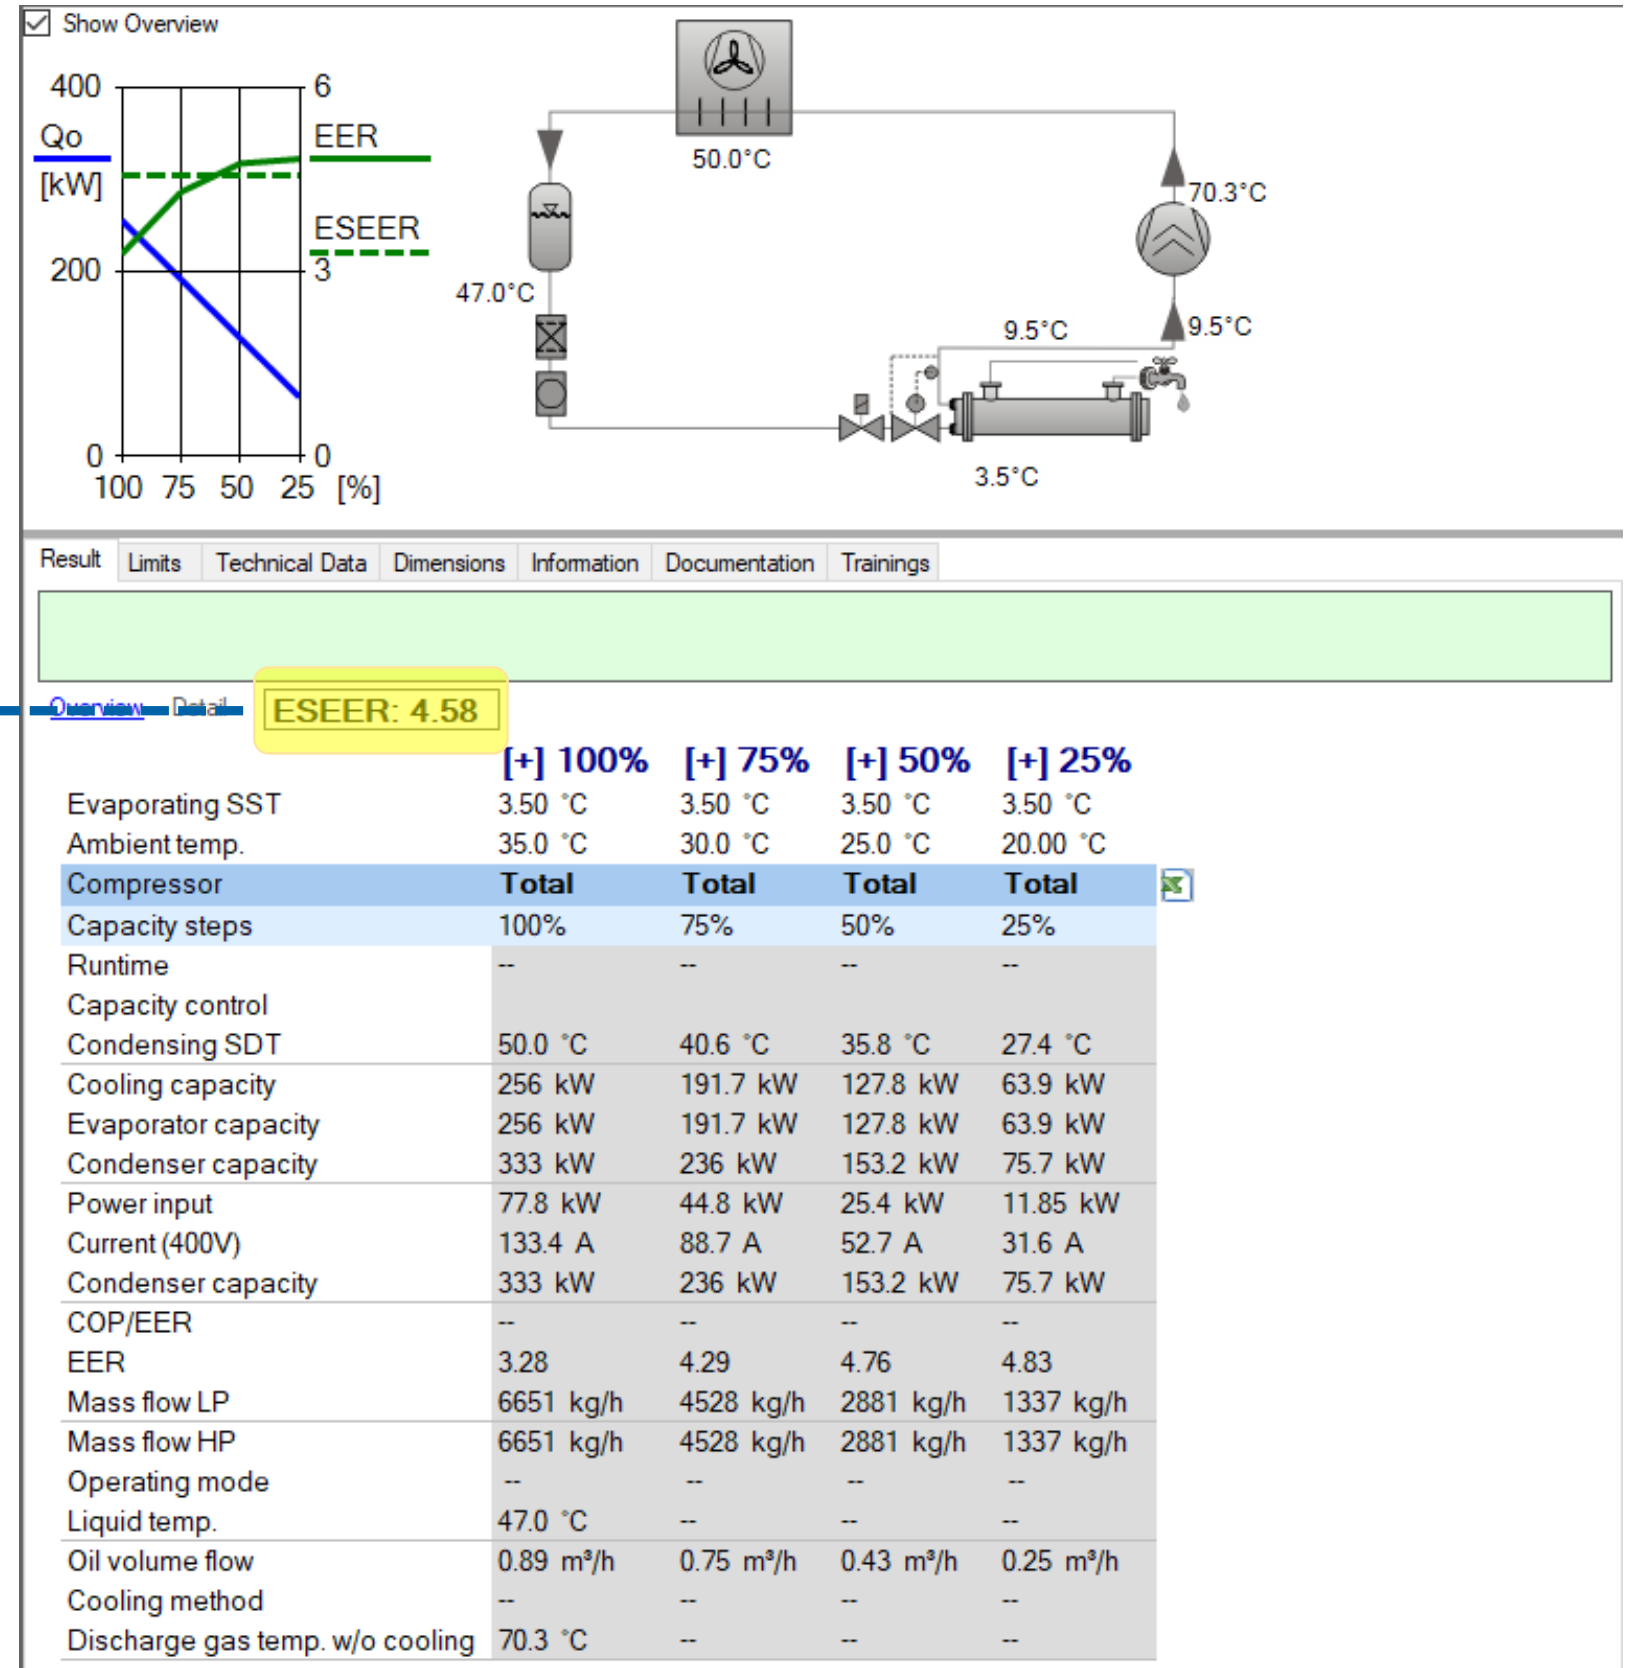 Show Overview
400
6
Qo
EER
[kW]
50.0°C
70.3°C
ESEER
200
3
47.0°C
9.5°C
9.5°C
0
0
100 75 50 25 [%]
3.5°C
Result Limits Technical Data Dimensions Information Documentation Trainings
Overview Detail ESEER: 4.58
[+] 100% [+] 75% [+] 50% [+] 25%
Evaporating SST 3.50 °C 3.50 °C 3.50 °C 3.50 °C
Ambient temp. 35.0 °C 30.0 °C 25.0 °C 20.00 °C
Compressor Total Total Total Total
Capacity steps 100% 75% 50% 25%
Runtime -- -- -- --
Capacity control
Condensing SDT 50.0 °C 40.6 °C 35.8 °C 27.4 °C
Cooling capacity 256 kW 191.7 kW 127.8 kW 63.9 kW
Evaporator capacity 256 kW 191.7 kW 127.8 kW 63.9 kW
Condenser capacity 333 kW 236 kW 153.2 kW 75.7 kW
Power input 77.8 kW 44.8 kW 25.4 kW 11.85 kW
Current (400V) 133.4 A 88.7 A 52.7 A 31.6 A
Condenser capacity 333 kW 236 kW 153.2 kW 75.7 kW
COP/EER -- -- -- --
EER 3.28 4.29 4.76 4.83
Mass flow LP 6651 kg/h 4528 kg/h 2881 kg/h 1337 kg/h
Mass flow HP 6651 kg/h 4528 kg/h 2881 kg/h 1337 kg/h
Operating mode -- -- -- --
Liquid temp. 47.0 °C -- -- --
Oil volume flow 0.89 m³/h 0.75 m³/h 0.43 m³/h 0.25 m³/h
Cooling method -- -- -- --
Discharge gas temp. w/o cooling 70.3 °C -- -- --